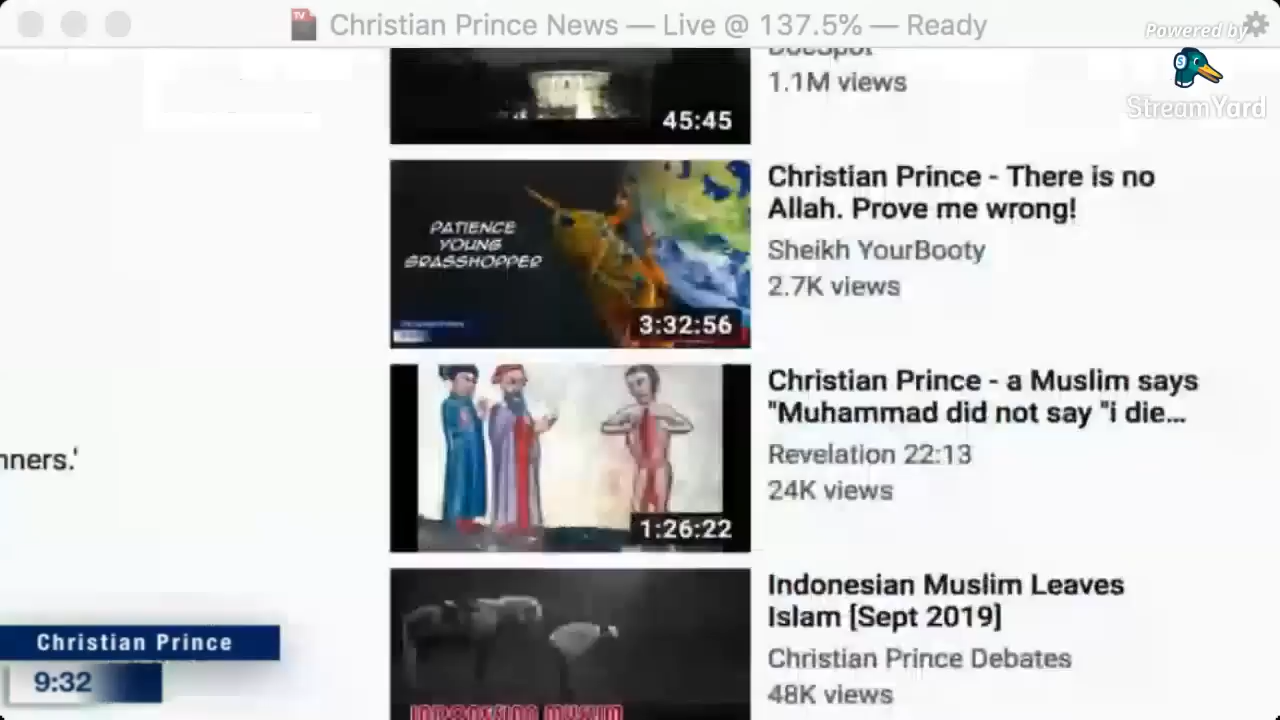 Christian Prince News — Live @ 137.5% — Ready
Powered by
StreamYard
DocSpot
1.1M views
45:45
Christian Prince - There is no
Allah. Prove me wrong!
Sheikh YourBooty
2.7K views
PATIENCE
YOUNG
GRASSHOPPER
3:32:56
Christian Prince - a Muslim says
"Muhammad did not say "i die...
Revelation 22:13
24K views
1:26:22
nners.'
Indonesian Muslim Leaves
Islam [Sept 2019]
Christian Prince Debates
48K views
INDONESIAN MUSLIM
Christian Prince
9:32